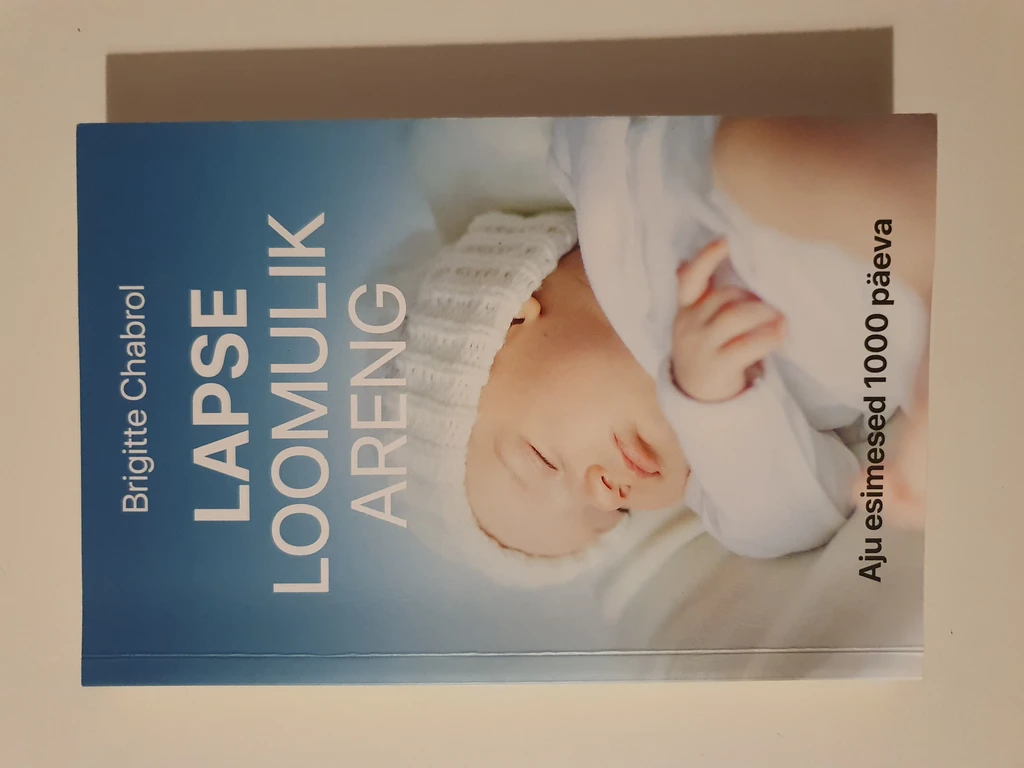 Brigitte Chabrol
LAPSE
LOOMULIK
ARENG
Aju esimesed 1000 päeva